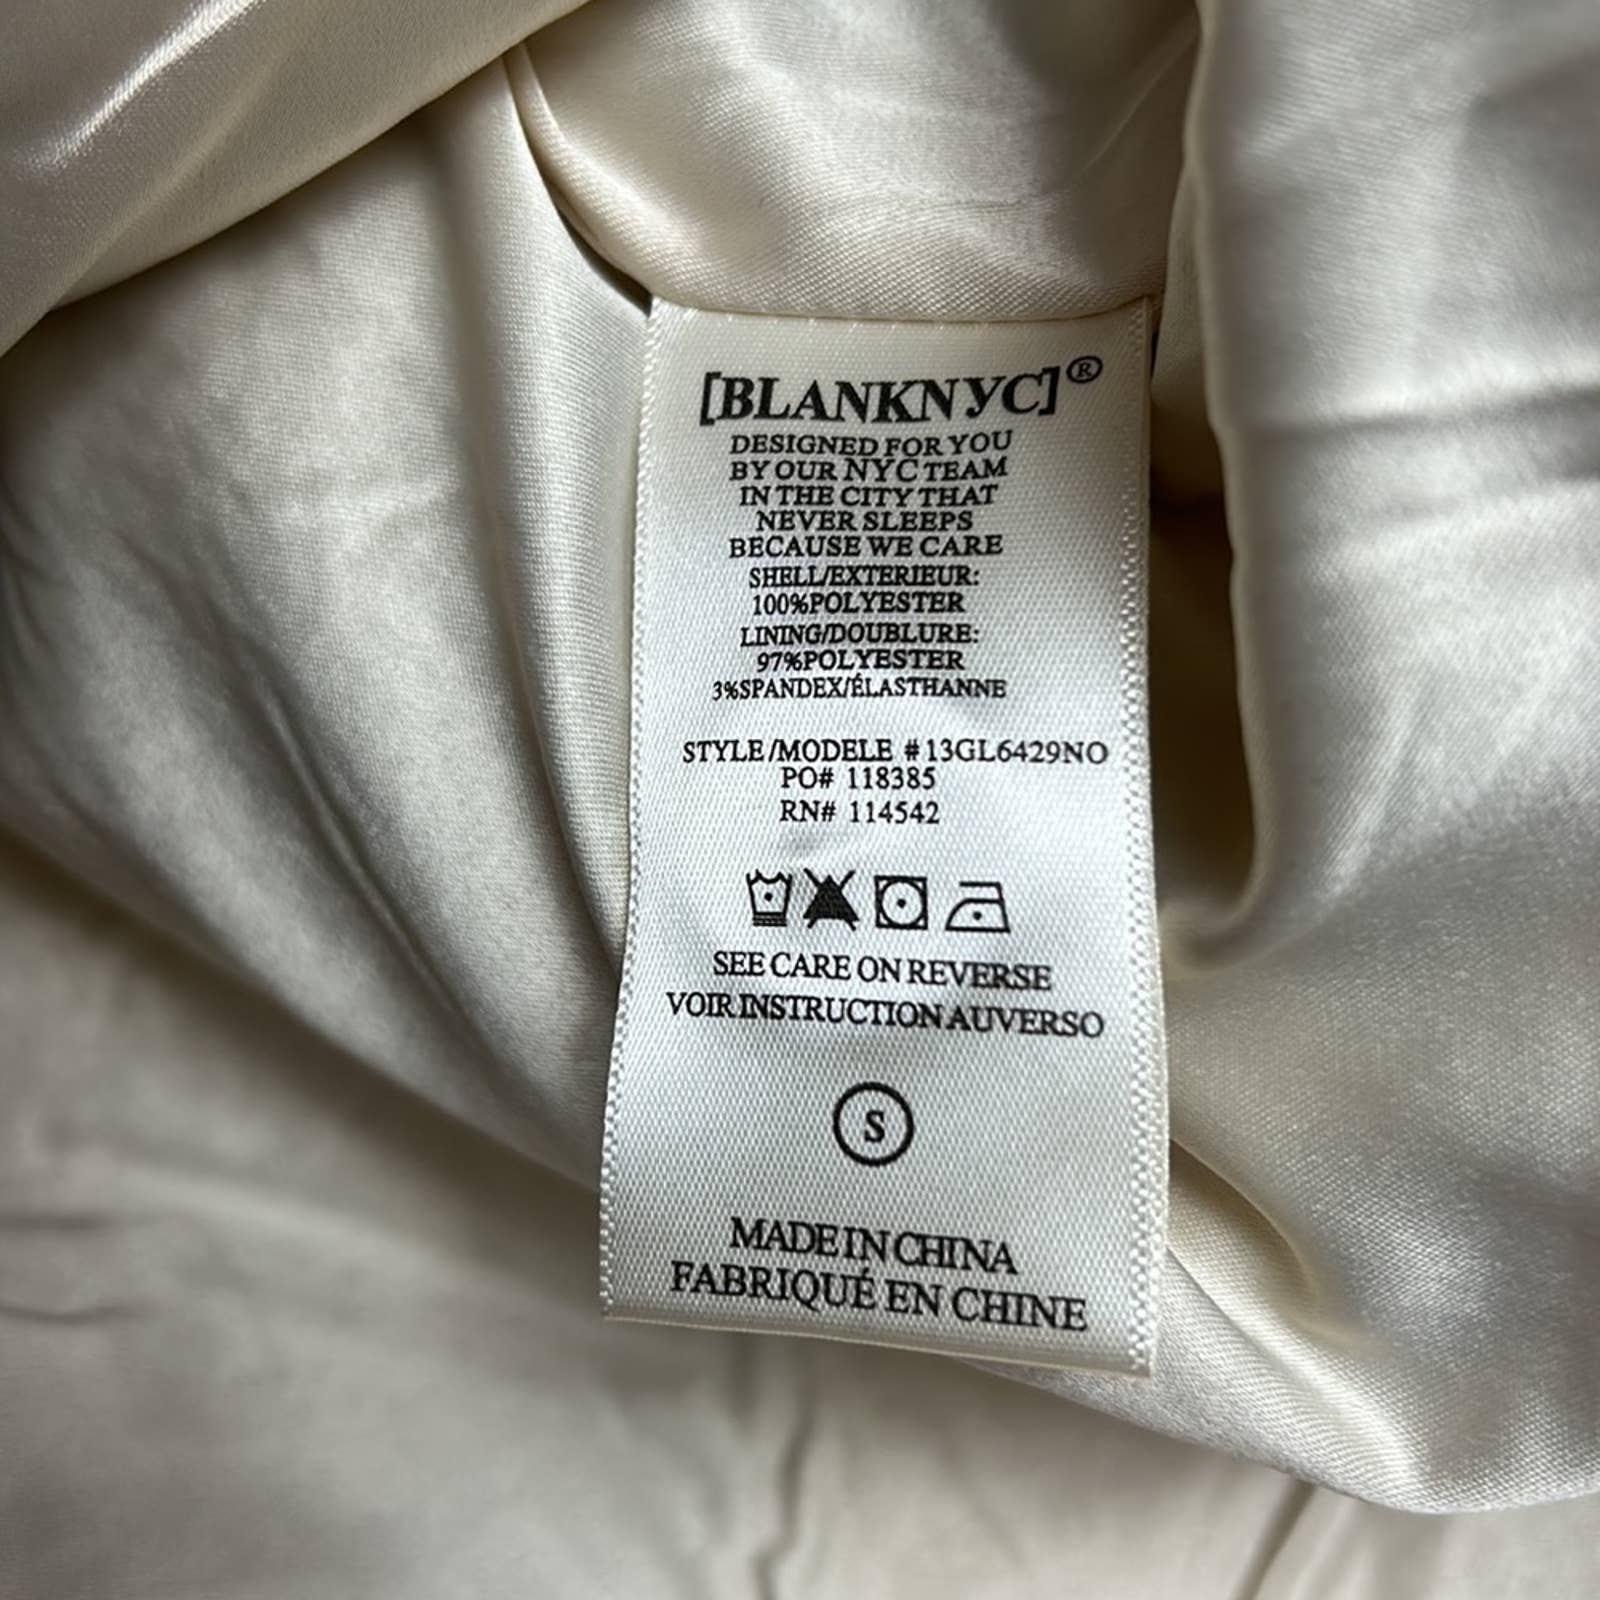 [BLANKNYC]®
DESIGNED FOR YOU
BY OUR NYC TEAM
IN THE CITY THAT
NEVER SLEEPS
BECAUSE WE CARE
SHELL/EXTERIEUR:
100%POLYESTER
LINING/DOUBLURE:
97%POLYESTER
3%SPANDEX/ÉLASTHANNE
STYLE/MODELE #13GL6429NO
PO# 118385
RN# 114542
SEE CARE ON REVERSE
VOIR INSTRUCTION AU VERSO
S
MADE IN CHINA
FABRIQUÉ EN CHINE